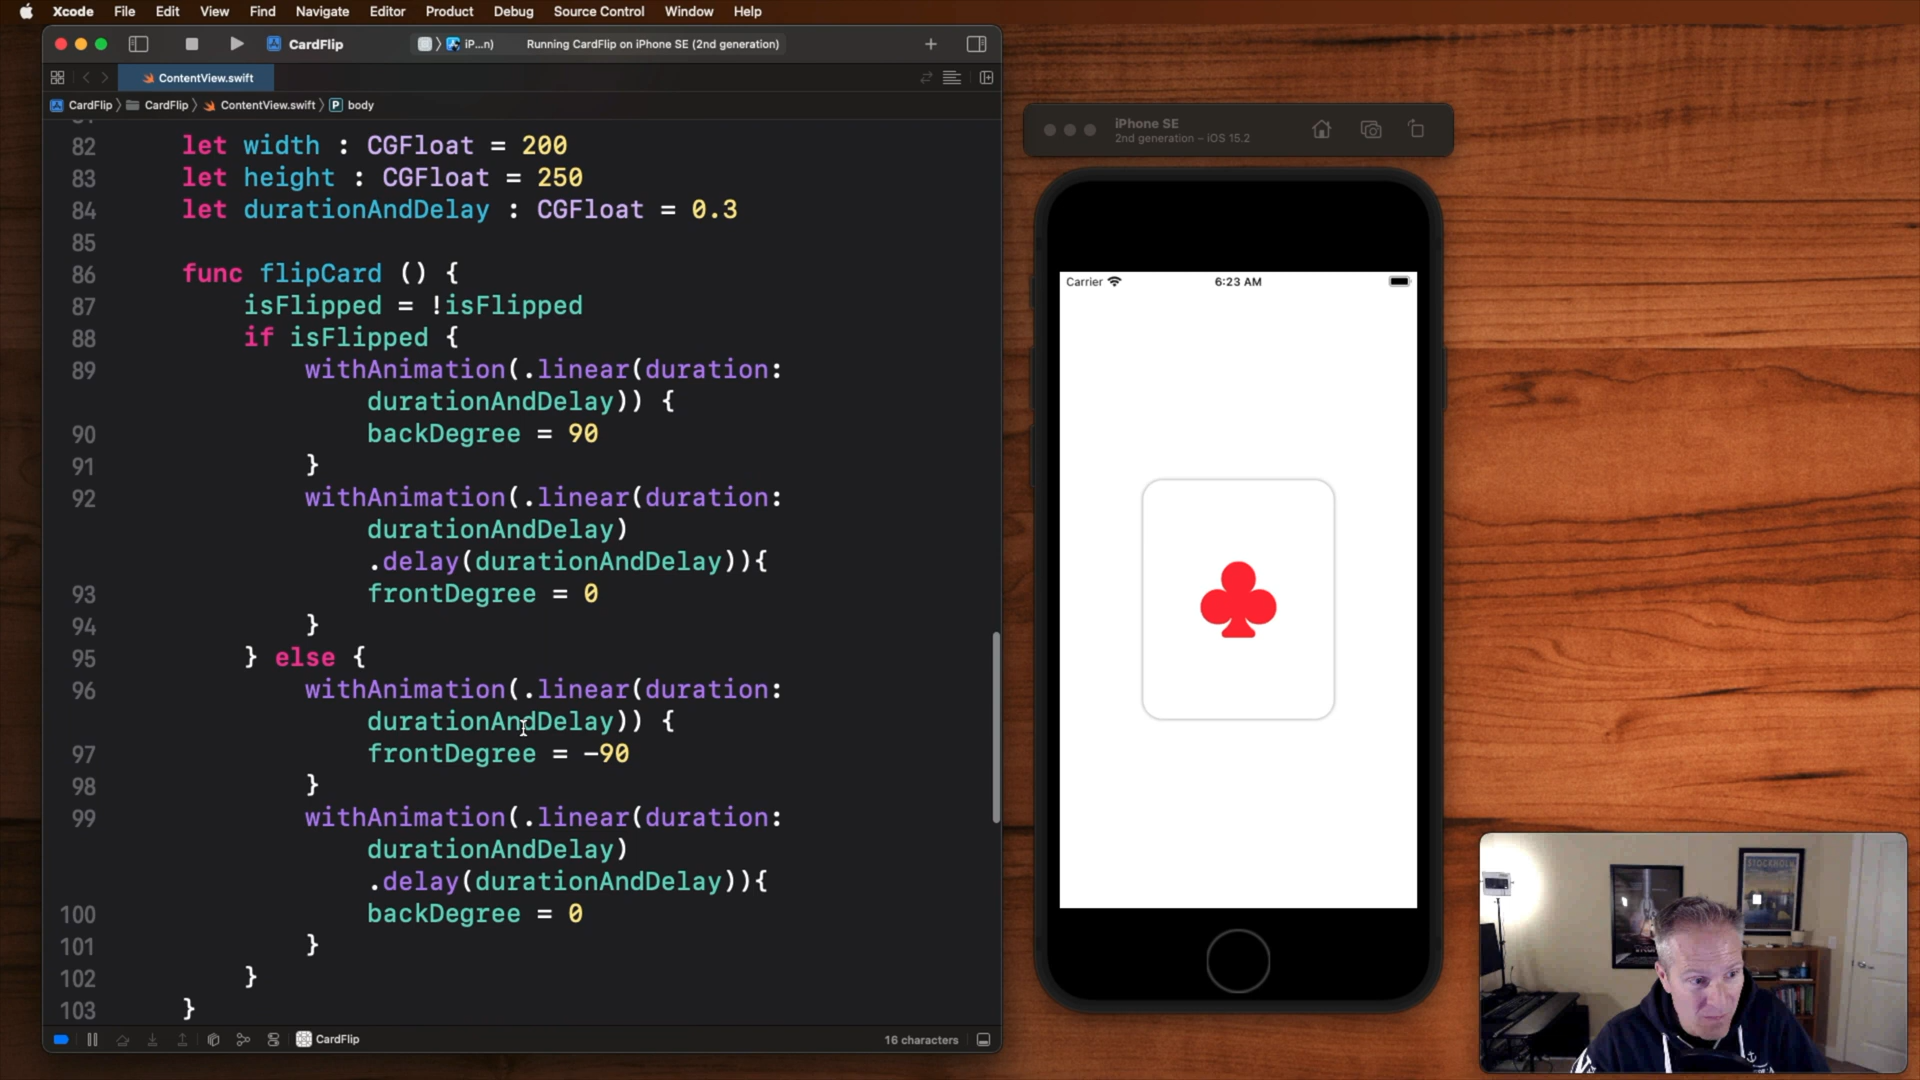 Xcode File Edit View Find Navigate Editor Product Debug Source Control Window Help
CardFlip iP...n) Running CardFlip on iPhone SE (2nd generation)
ContentView.swift
CardFlip CardFlip ContentView.swift P body
82 let width : CGFloat = 200
83 let height : CGFloat = 250
84 let durationAndDelay : CGFloat = 0.3
85
86 func flipCard () {
87 isFlipped = !isFlipped
88 if isFlipped {
89 withAnimation(.linear(duration:
durationAndDelay)) {
90 backDegree = 90
91 }
92 withAnimation(.linear(duration:
durationAndDelay)
.delay(durationAndDelay)){
93 frontDegree = 0
94 }
95 } else {
96 withAnimation(.linear(duration:
durationAndDelay)) {
97 frontDegree = -90
98 }
99 withAnimation(.linear(duration:
durationAndDelay)
.delay(durationAndDelay)){
100 backDegree = 0
101 }
102 }
103 }
CardFlip 16 characters
iPhone SE
2nd generation – iOS 15.2
Carrier 6:23 AM
STOCKHOLM